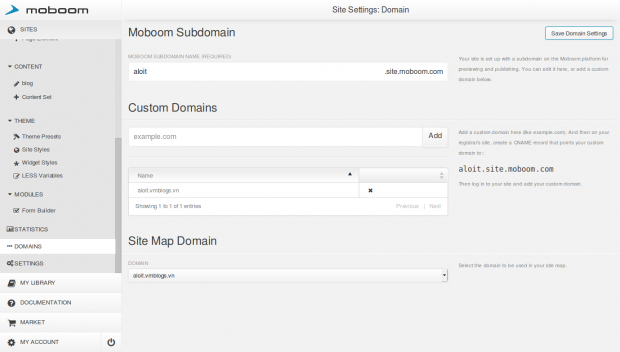 moboom
Site Settings: Domain
SITES
CONTENT
blog
Content Set
THEME
Theme Presets
Site Styles
Widget Styles
LESS Variables
MODULES
Form Builder
STATISTICS
DOMAINS
SETTINGS
MY LIBRARY
DOCUMENTATION
MARKET
MY ACCOUNT
Moboom Subdomain
Save Domain Settings
MOBOOM SUBDOMAIN NAME (REQUIRED)
aloit .site.moboom.com
Your site is set up with a subdomain on the Moboom platform for
previewing and publishing. You can edit it here, or add a custom
domain below.
Custom Domains
example.com Add
Add a custom domain here (like example.com). And then on your
registrar's site, create a CNAME record that points your custom
domain to:
aloit.site.moboom.com
Then log in to your site and add your custom domain.
Name
aloit.vmblogs.vn
Showing 1 to 1 of 1 entries Previous | Next
Site Map Domain
DOMAIN
aloit.vmblogs.vn
Select the domain to be used in your site map.